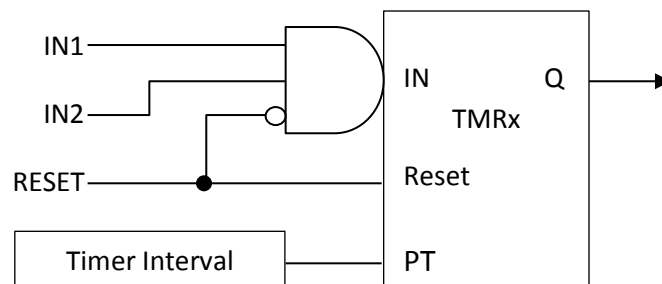 IN1
IN2
RESET
Timer Interval
IN
Q
TMRx
Reset
PT